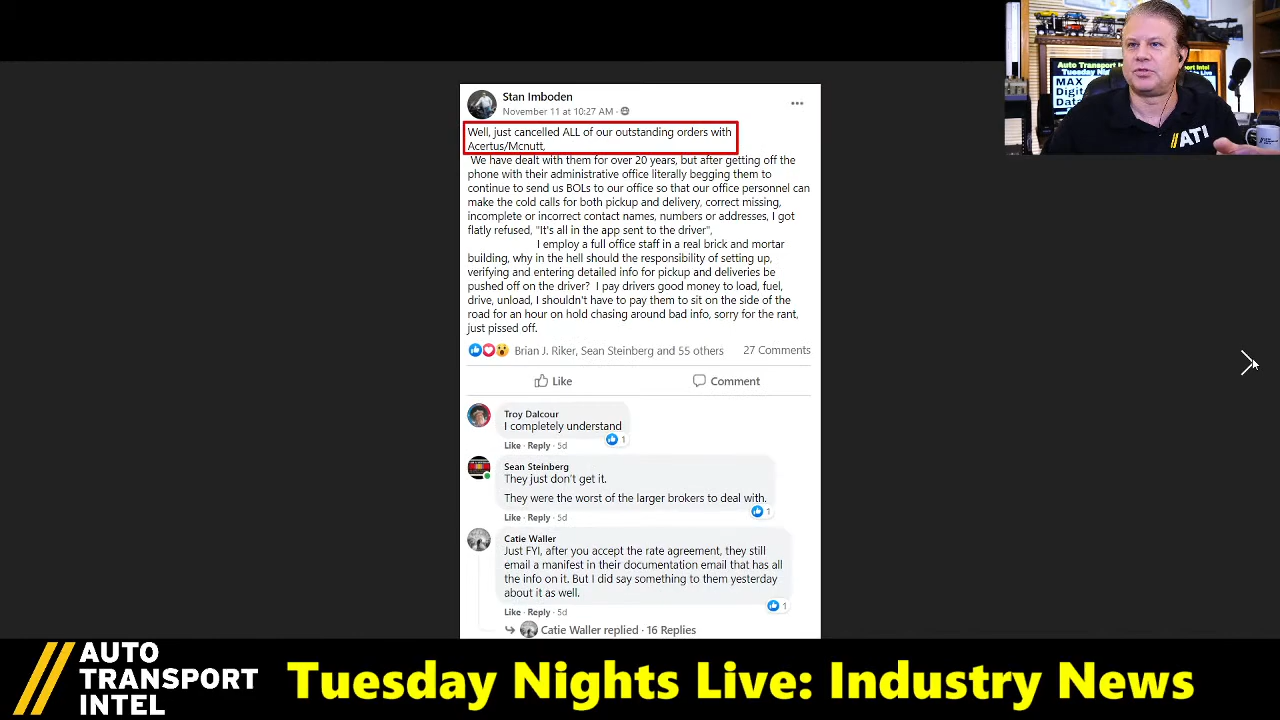 Stan Imboden
November 11 at 10:27 AM
Well, just cancelled ALL of our outstanding orders with
Acertus/Mcnutt,
We have dealt with them for over 20 years, but after getting off the
phone with their administrative office literally begging them to
continue to send us BOLs to our office so that our office personnel can
make the cold calls for both pickup and delivery, correct missing,
incomplete or incorrect contact names, numbers or addresses, I got
flatly refused, "It's all in the app sent to the driver",
I employ a full office staff in a real brick and mortar
building, why in the hell should the responsibility of setting up,
verifying and entering detailed info for pickup and deliveries be
pushed off on the driver? I pay drivers good money to load, fuel,
drive, unload, I shouldn't have to pay them to sit on the side of the
road for an hour on hold chasing around bad info, sorry for the rant,
just pissed off.
Brian J. Riker, Sean Steinberg and 55 others 27 Comments
Like Comment
Troy Dalcour
I completely understand
1
Like · Reply · 5d
Sean Steinberg
They just don't get it.
They were the worst of the larger brokers to deal with.
1
Like · Reply · 5d
Catie Waller
Just FYI, after you accept the rate agreement, they still
email a manifest in their documentation email that has all
the info on it. But I did say something to them yesterday
about it as well.
1
Like · Reply · 5d
Catie Waller replied · 16 Replies
Auto Transport
Tuesday Nig
MAX
Digit
Data
ATI
AUTO
TRANSPORT
INTEL
Tuesday Nights Live: Industry News